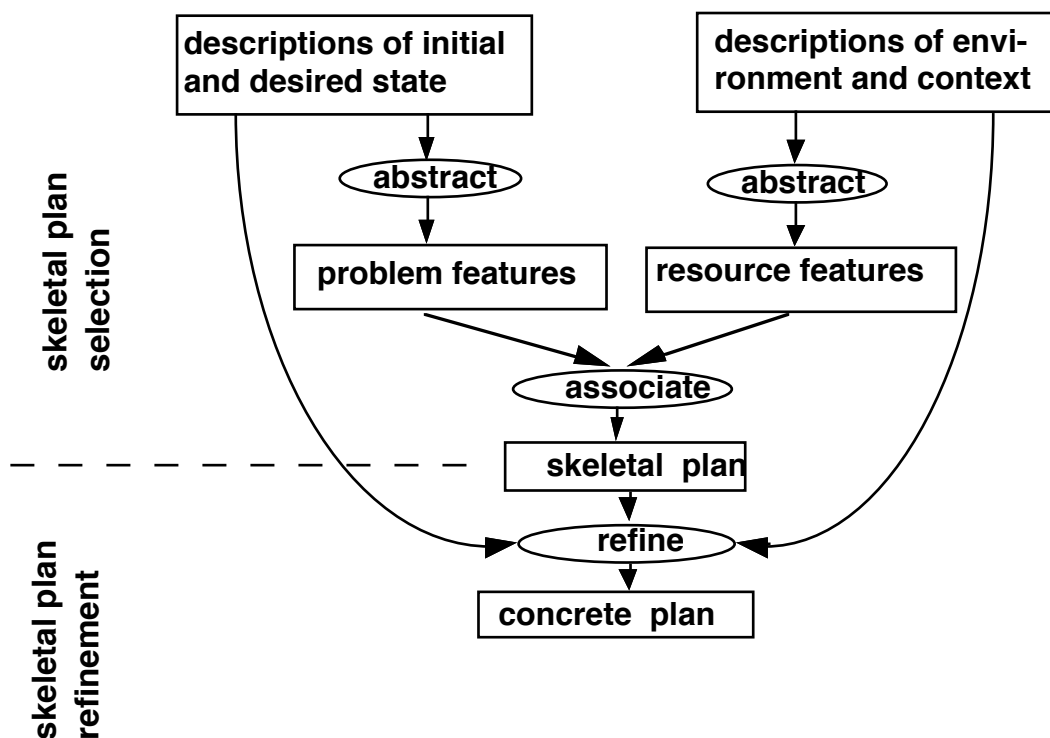 descriptions of initial
and desired state
descriptions of envi-
ronment and context
abstract
abstract
skeletal plan
selection
problem features
resource features
associate
skeletal plan
refine
skeletal plan
refinement
concrete plan